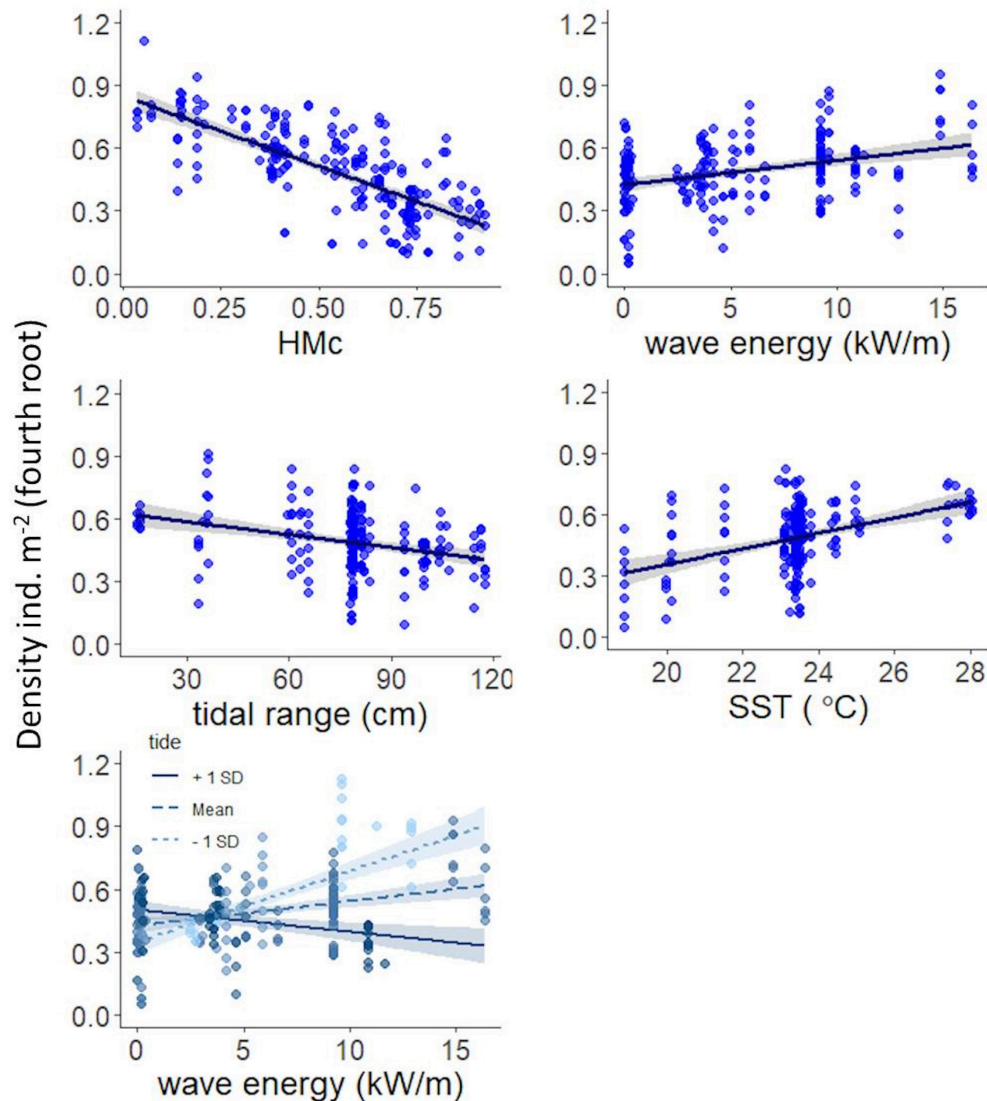 Density ind. m⁻² (fourth root)
1.2
0.9
0.6
0.3
0.0
0.00 0.25 0.50 0.75
HMc
1.2
0.9
0.6
0.3
0.0
0 5 10 15
wave energy (kW/m)
1.2
0.9
0.6
0.3
0.0
30 60 90 120
tidal range (cm)
1.2
0.9
0.6
0.3
0.0
20 22 24 26 28
SST ( °C)
tide
+ 1 SD
Mean
- 1 SD
1.2
0.9
0.6
0.3
0.0
0 5 10 15
wave energy (kW/m)